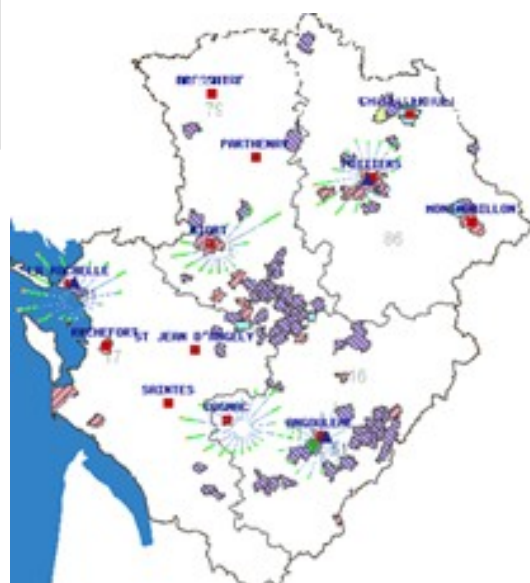 BRESSUIRE
79
CHATELLERAULT
PARTHENAY
POITIERS
MONTMORILLON
NIORT
86
LA ROCHELLE
ROCHEFORT
17
ST JEAN D'ANGELY
16
SAINTES
COGNAC
ANGOULEME